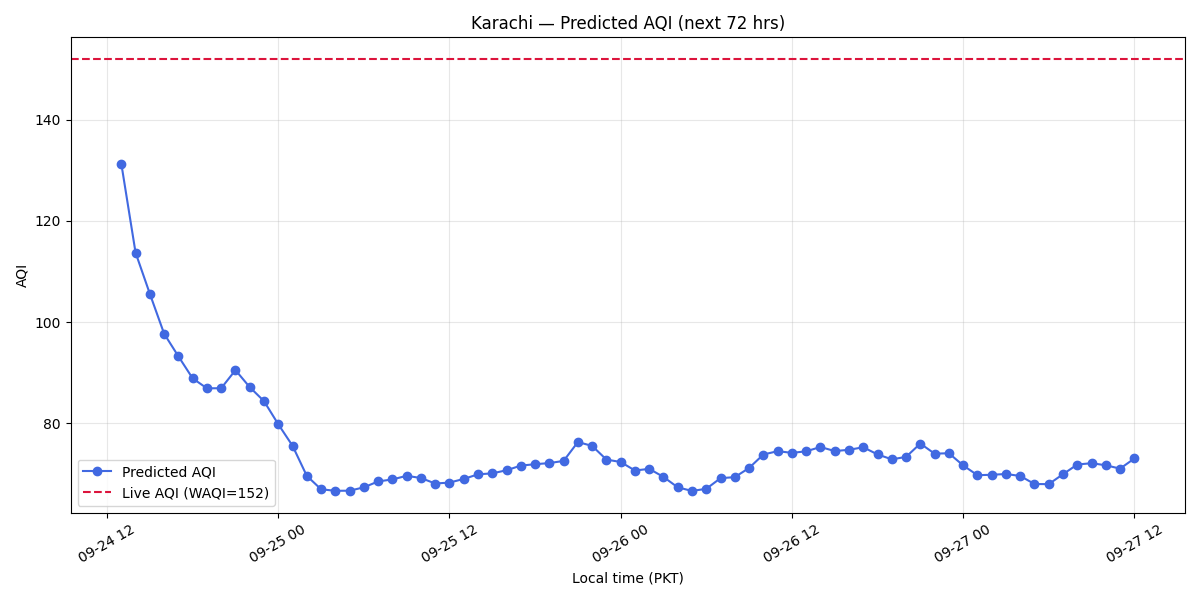 Karachi — Predicted AQI (next 72 hrs)
AQI
140
120
100
80
Predicted AQI
Live AQI (WAQI=152)
09-24 12
09-25 00
09-25 12
09-26 00
09-26 12
09-27 00
09-27 12
Local time (PKT)